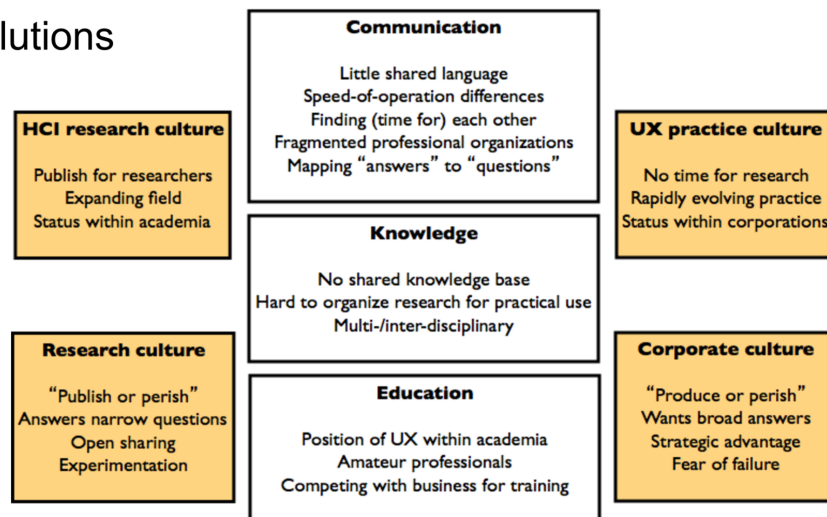 lutions
Communication
Little shared language
Speed-of-operation differences
Finding (time for) each other
Fragmented professional organizations
Mapping “answers” to “questions”
HCI research culture
Publish for researchers
Expanding field
Status within academia
UX practice culture
No time for research
Rapidly evolving practice
Status within corporations
Knowledge
No shared knowledge base
Hard to organize research for practical use
Multi-/inter-disciplinary
Research culture
“Publish or perish”
Answers narrow questions
Open sharing
Experimentation
Corporate culture
“Produce or perish”
Wants broad answers
Strategic advantage
Fear of failure
Education
Position of UX within academia
Amateur professionals
Competing with business for training